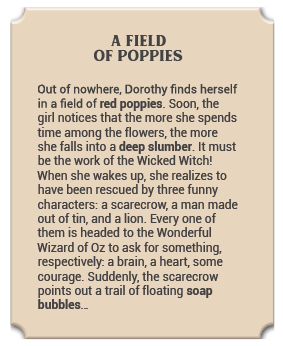 A FIELD
OF POPPIES
Out of nowhere, Dorothy finds herself
in a field of red poppies. Soon, the
girl notices that the more she spends
time among the flowers, the more
she falls into a deep slumber. It must
be the work of the Wicked Witch!
When she wakes up, she realizes to
have been rescued by three funny
characters: a scarecrow, a man made
out of tin, and a lion. Every one of
them is headed to the Wonderful
Wizard of Oz to ask for something,
respectively: a brain, a heart, some
courage. Suddenly, the scarecrow
points out a trail of floating soap
bubbles...